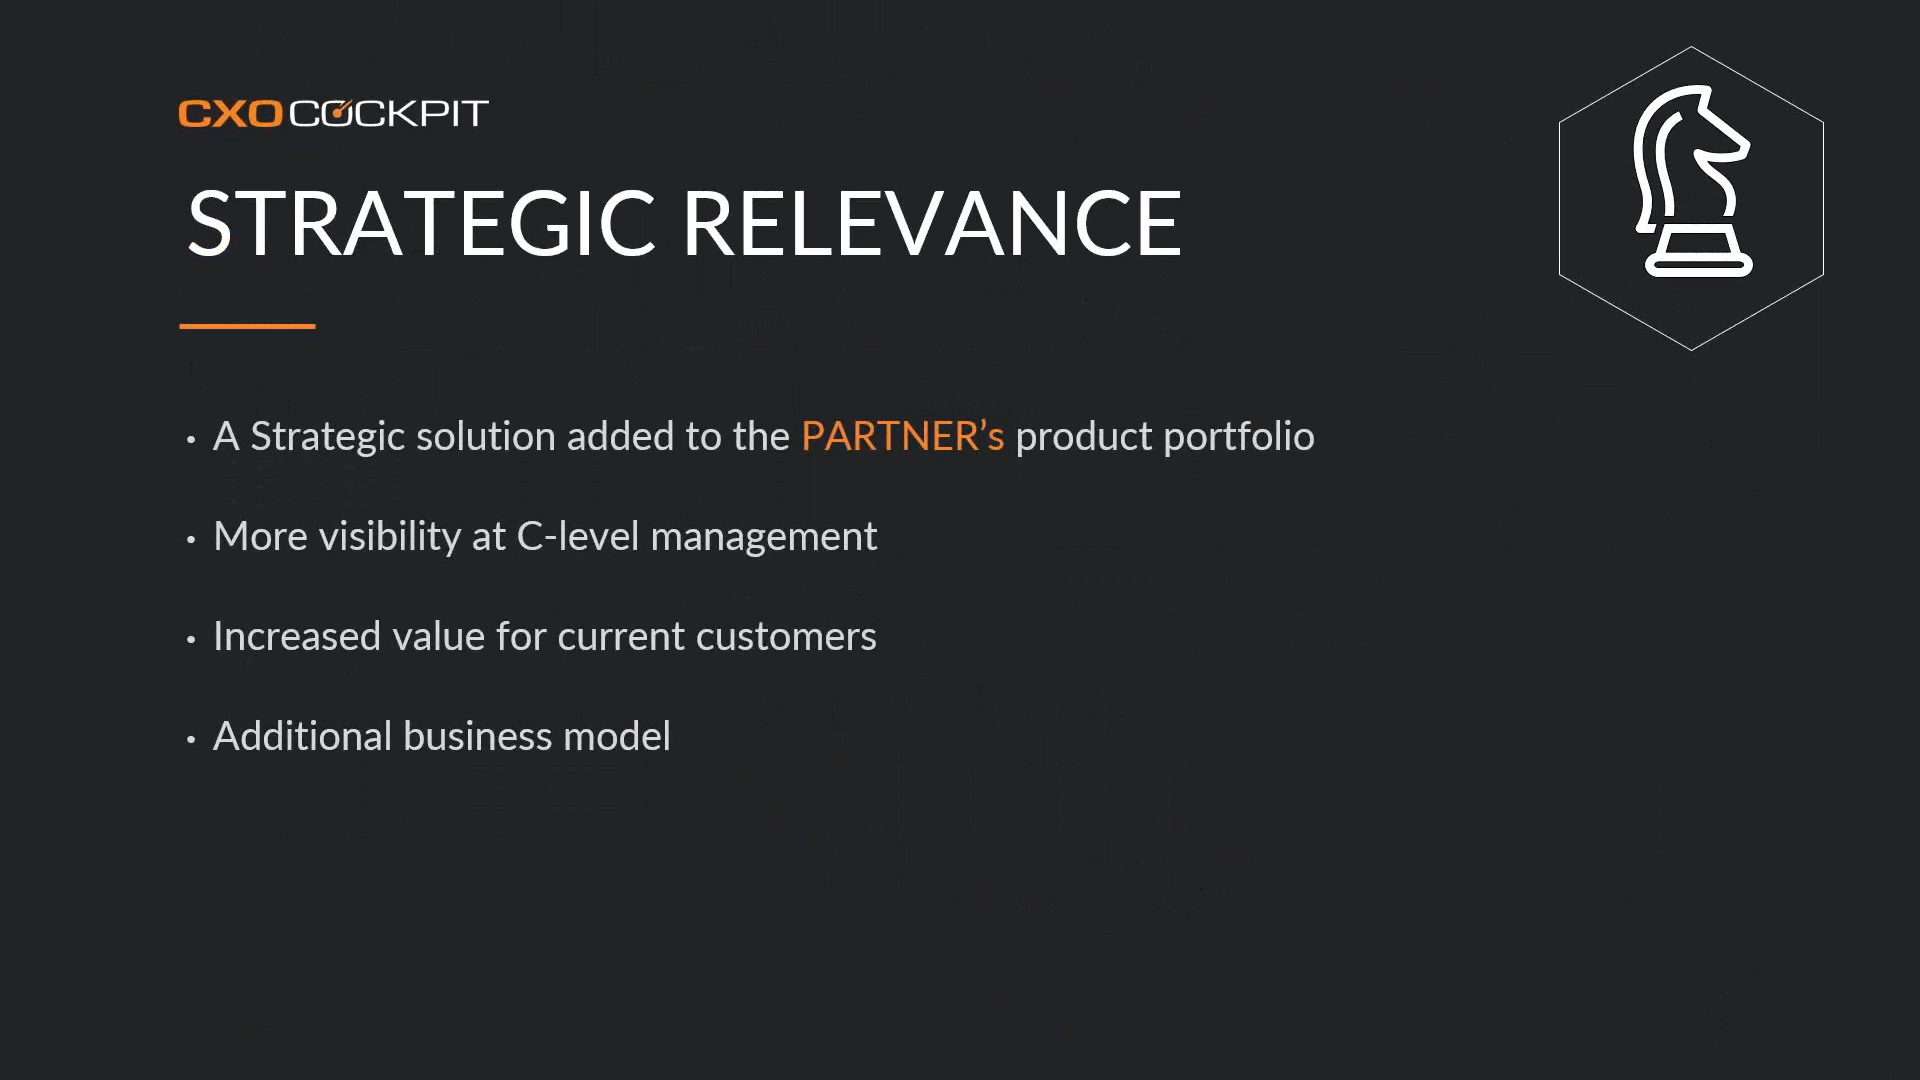 CXOCOCKPIT
STRATEGIC RELEVANCE
• A Strategic solution added to the PARTNER’s product portfolio
• More visibility at C-level management
• Increased value for current customers
• Additional business model